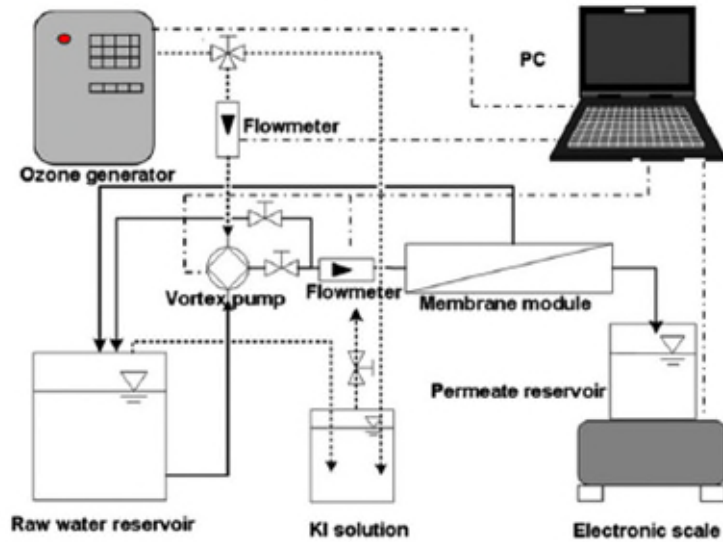 PC
Flowmeter
Ozone generator
Vortex pump
Flowmeter
Membrane module
Permeate reservoir
Raw water reservoir
KI solution
Electronic scale